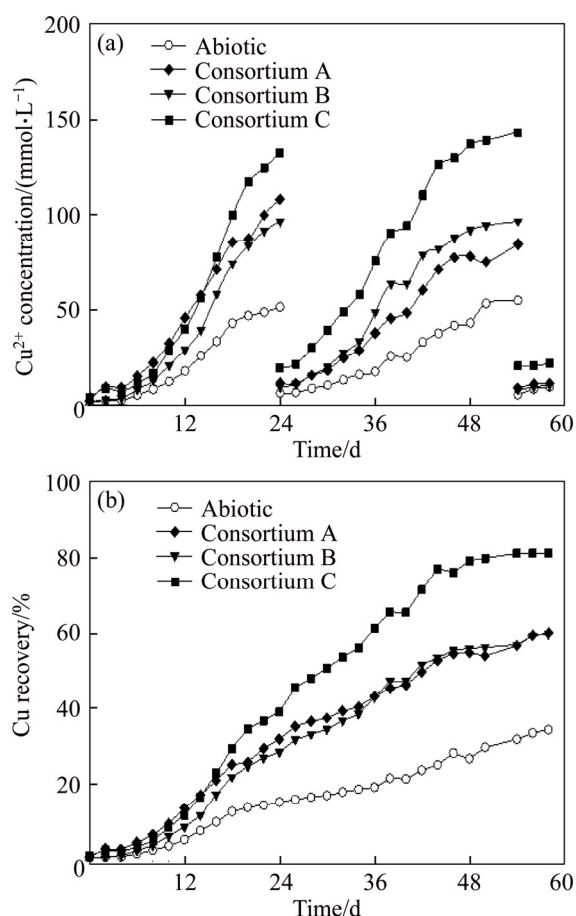 200
(a)
Abiotic
Consortium A
Consortium B
Consortium C
150
100
50
0
Cu²⁺ concentration/(mmol·L⁻¹)
12 24 36 48 60
Time/d
100
(b)
Abiotic
Consortium A
Consortium B
Consortium C
80
60
40
20
0
Cu recovery/%
12 24 36 48 60
Time/d